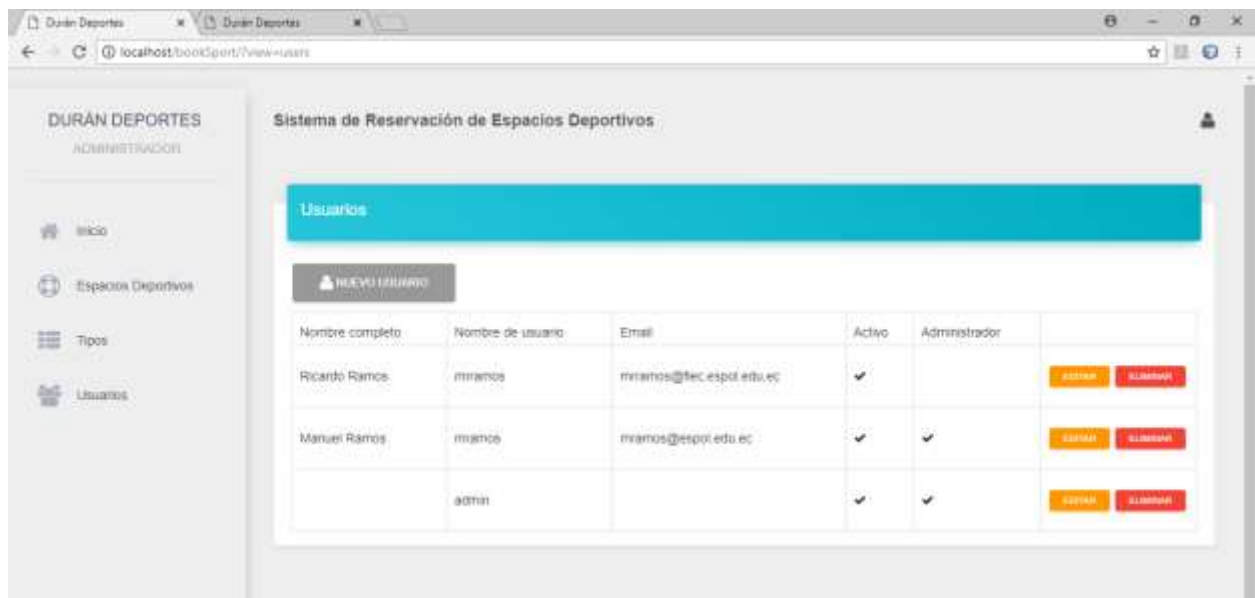 Durán Deportes
Durán Deportes
localhost/bookSport/?view=users
DURÁN DEPORTES
ADMINISTRADOR
Sistema de Reservación de Espacios Deportivos
Inicio
Espacios Deportivos
Tipos
Usuarios
Usuarios
NUEVO USUARIO
Nombre completo Nombre de usuario Email Activo Administrador
Ricardo Ramos mrramos mrramos@fiec.espol.edu.ec EDITAR ELIMINAR
Manuel Ramos mramos mramos@espol.edu.ec EDITAR ELIMINAR
admin EDITAR ELIMINAR